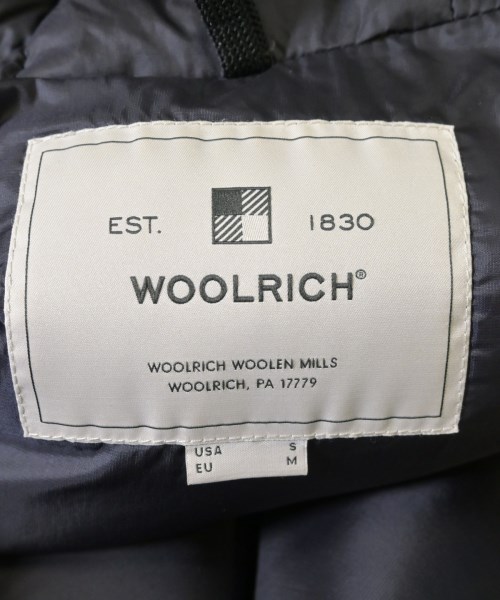 EST. 1830
WOOLRICH®
WOOLRICH WOOLEN MILLS
WOOLRICH, PA 17779
USA S
EU M